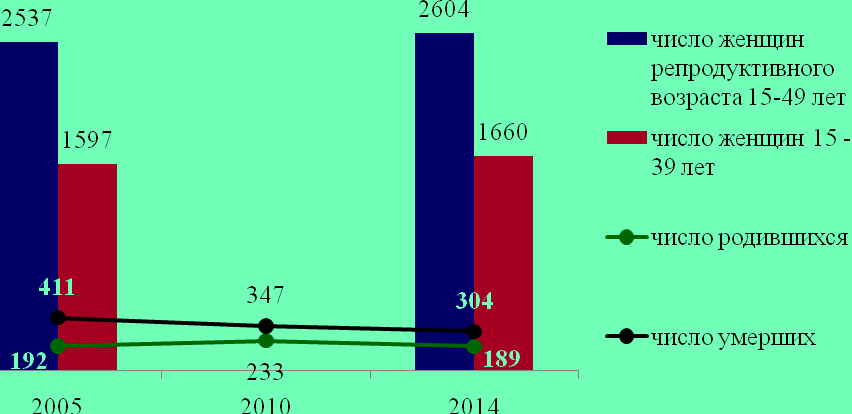 2537
2604
1597
1660
411
347
304
192
233
189
2005
2010
2014
число женщин
репродуктивного
возраста 15-49 лет
число женщин 15 -
39 лет
число родившихся
число умерших